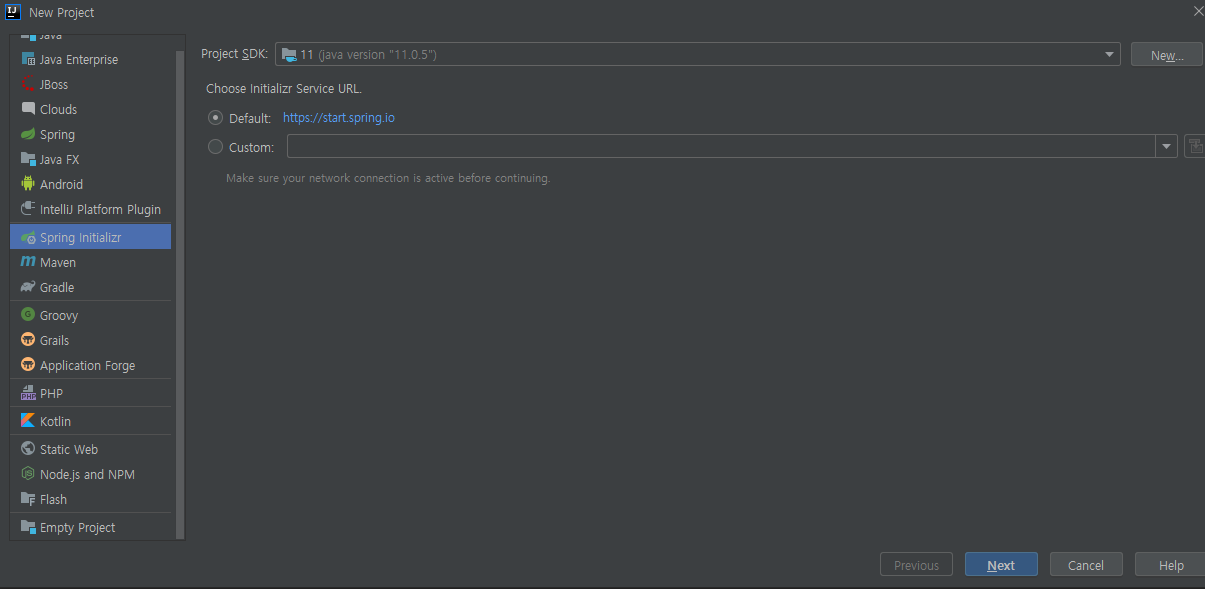 New Project
Java
Java Enterprise
JBoss
Clouds
Spring
Java FX
Android
IntelliJ Platform Plugin
Spring Initializr
Maven
Gradle
Groovy
Grails
Application Forge
PHP
Kotlin
Static Web
Node.js and NPM
Flash
Empty Project
Project SDK: 11 (java version "11.0.5") New...
Choose Initializr Service URL.
Default: https://start.spring.io
Custom:
Make sure your network connection is active before continuing.
Previous Next Cancel Help